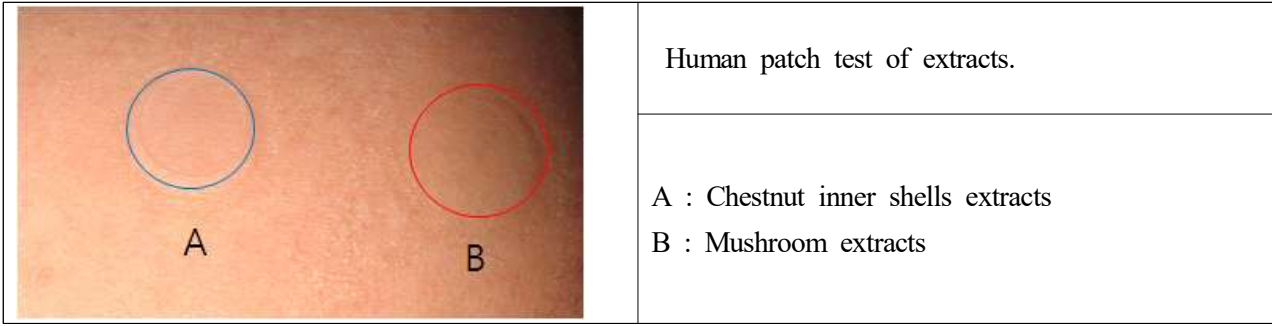 Human patch test of extracts.
A : Chestnut inner shells extracts
B : Mushroom extracts
A
B